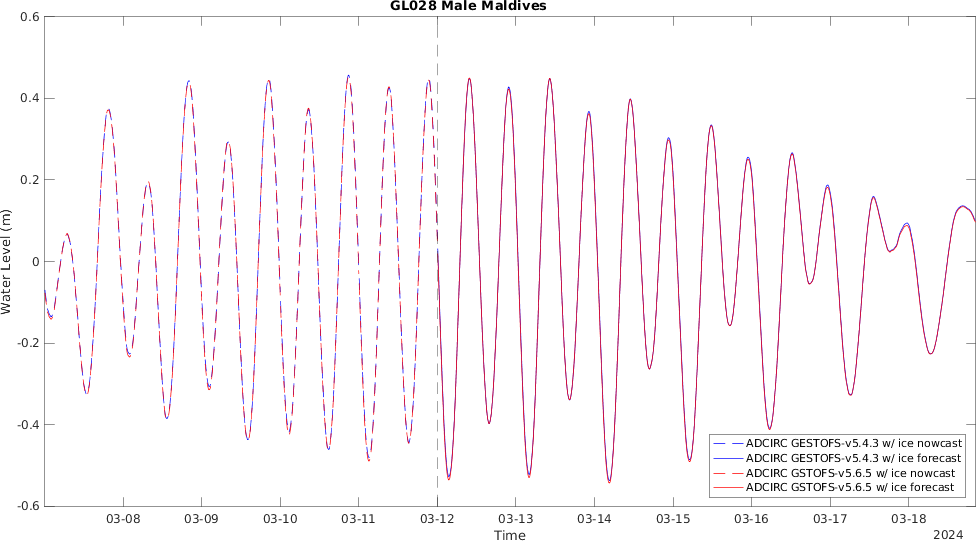 GL028 Male Maldives
0.6
0.4
0.2
0
-0.2
-0.4
-0.6
Water Level (m)
ADCIRC GESTOFS-v5.4.3 w/ ice nowcast
ADCIRC GESTOFS-v5.4.3 w/ ice forecast
ADCIRC GSTOFS-v5.6.5 w/ ice nowcast
ADCIRC GSTOFS-v5.6.5 w/ ice forecast
03-08 03-09 03-10 03-11 03-12 03-13 03-14 03-15 03-16 03-17 03-18
Time
2024